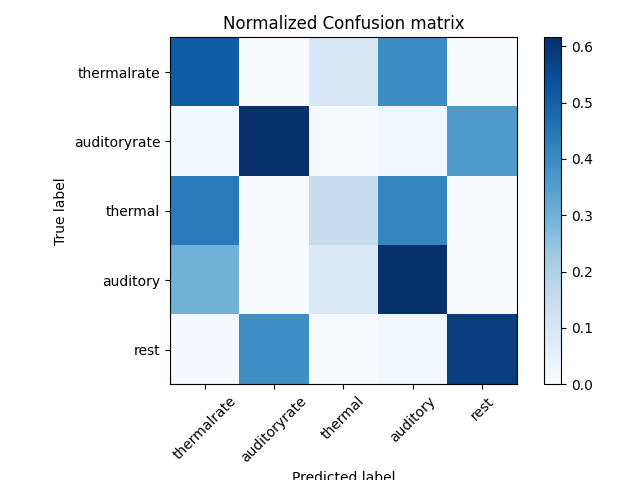 Normalized Confusion matrix
thermalrate
auditoryrate
thermal
auditory
rest
True label
thermalrate
auditoryrate
thermal
auditory
rest
Predicted label
0.6
0.5
0.4
0.3
0.2
0.1
0.0